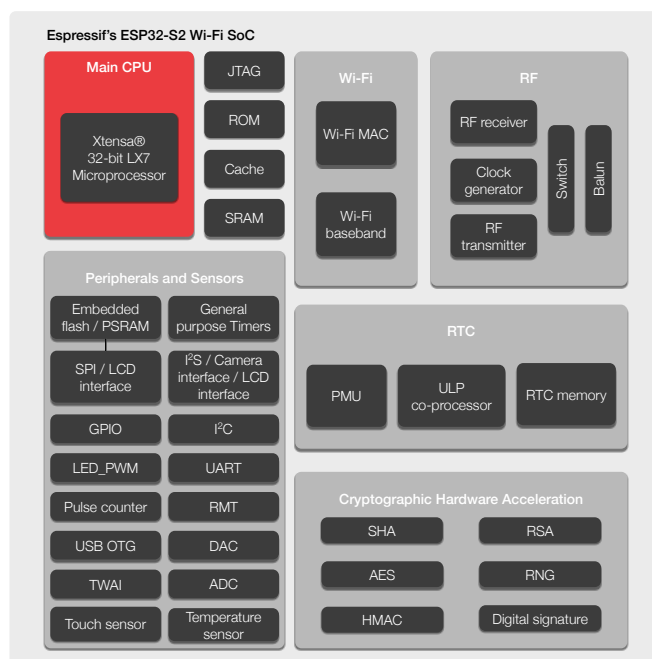 Espressif's ESP32-S2 Wi-Fi SoC
Main CPU
Xtensa®
32-bit LX7
Microprocessor
JTAG
ROM
Cache
SRAM
Wi-Fi
Wi-Fi MAC
Wi-Fi
baseband
RF
RF receiver
Clock
generator
RF
transmitter
Switch
Balun
Peripherals and Sensors
Embedded
flash / PSRAM
General
purpose Timers
SPI / LCD
interface
I²S / Camera
interface / LCD
interface
GPIO
I²C
LED_PWM
UART
Pulse counter
RMT
USB OTG
DAC
TWAI
ADC
Touch sensor
Temperature
sensor
RTC
PMU
ULP
co-processor
RTC memory
Cryptographic Hardware Acceleration
SHA
RSA
AES
RNG
HMAC
Digital signature